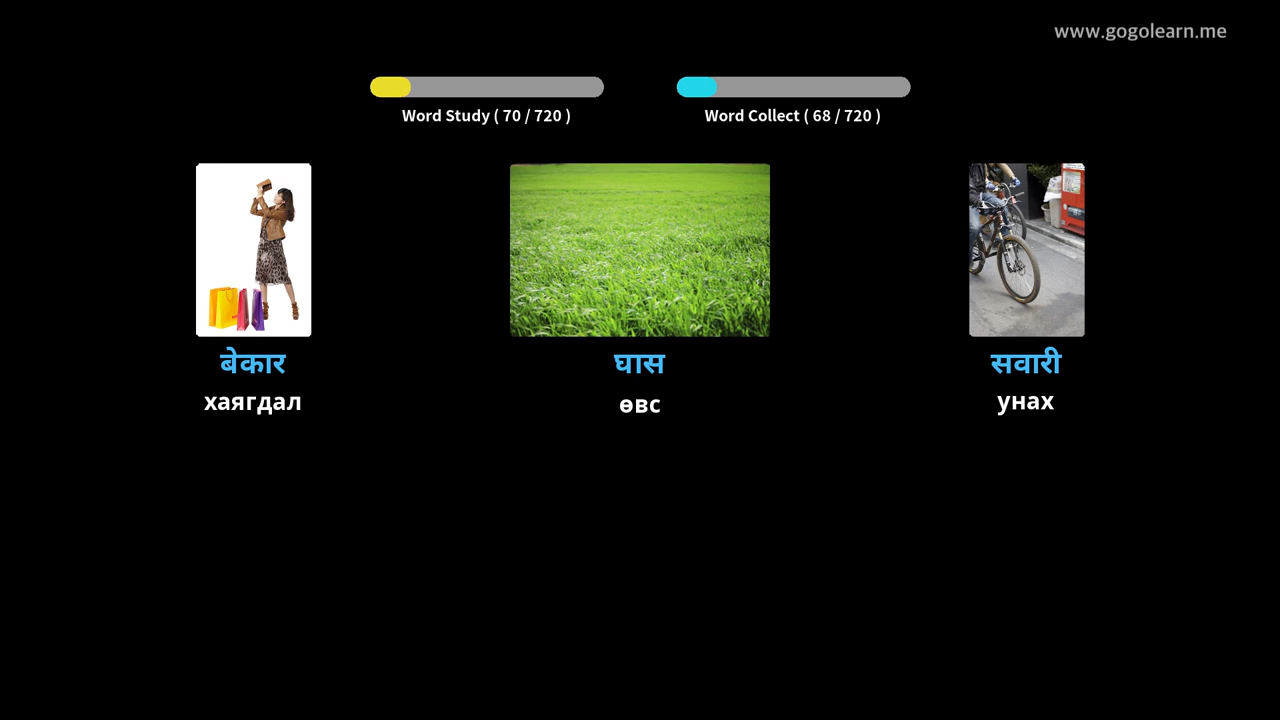 www.gogolearn.me
Word Study ( 70 / 720 )
Word Collect ( 68 / 720 )
बेकार
घास
सवारी
хаягдал
өвс
унах